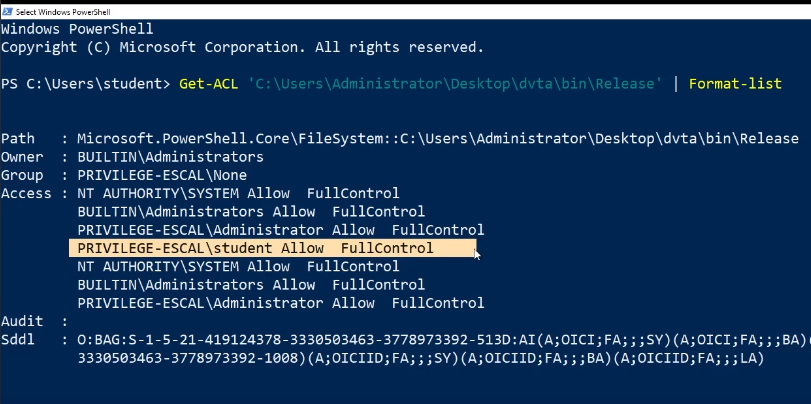 Select Windows PowerShell
Windows PowerShell
Copyright (C) Microsoft Corporation. All rights reserved.
PS C:\Users\student> Get-ACL 'C:\Users\Administrator\Desktop\dvta\bin\Release' | Format-list
Path   : Microsoft.PowerShell.Core\FileSystem::C:\Users\Administrator\Desktop\dvta\bin\Release
Owner  : BUILTIN\Administrators
Group  : PRIVILEGE-ESCAL\None
Access : NT AUTHORITY\SYSTEM Allow  FullControl
         BUILTIN\Administrators Allow  FullControl
         PRIVILEGE-ESCAL\Administrator Allow  FullControl
         PRIVILEGE-ESCAL\student Allow  FullControl
         NT AUTHORITY\SYSTEM Allow  FullControl
         BUILTIN\Administrators Allow  FullControl
         PRIVILEGE-ESCAL\Administrator Allow  FullControl
Audit  :
Sddl   : O:BAG:S-1-5-21-419124378-3330503463-3778973392-513D:AI(A;OICI;FA;;;SY)(A;OICI;FA;;;BA)(
         3330503463-3778973392-1008)(A;OICIID;FA;;;SY)(A;OICIID;FA;;;BA)(A;OICIID;FA;;;LA)